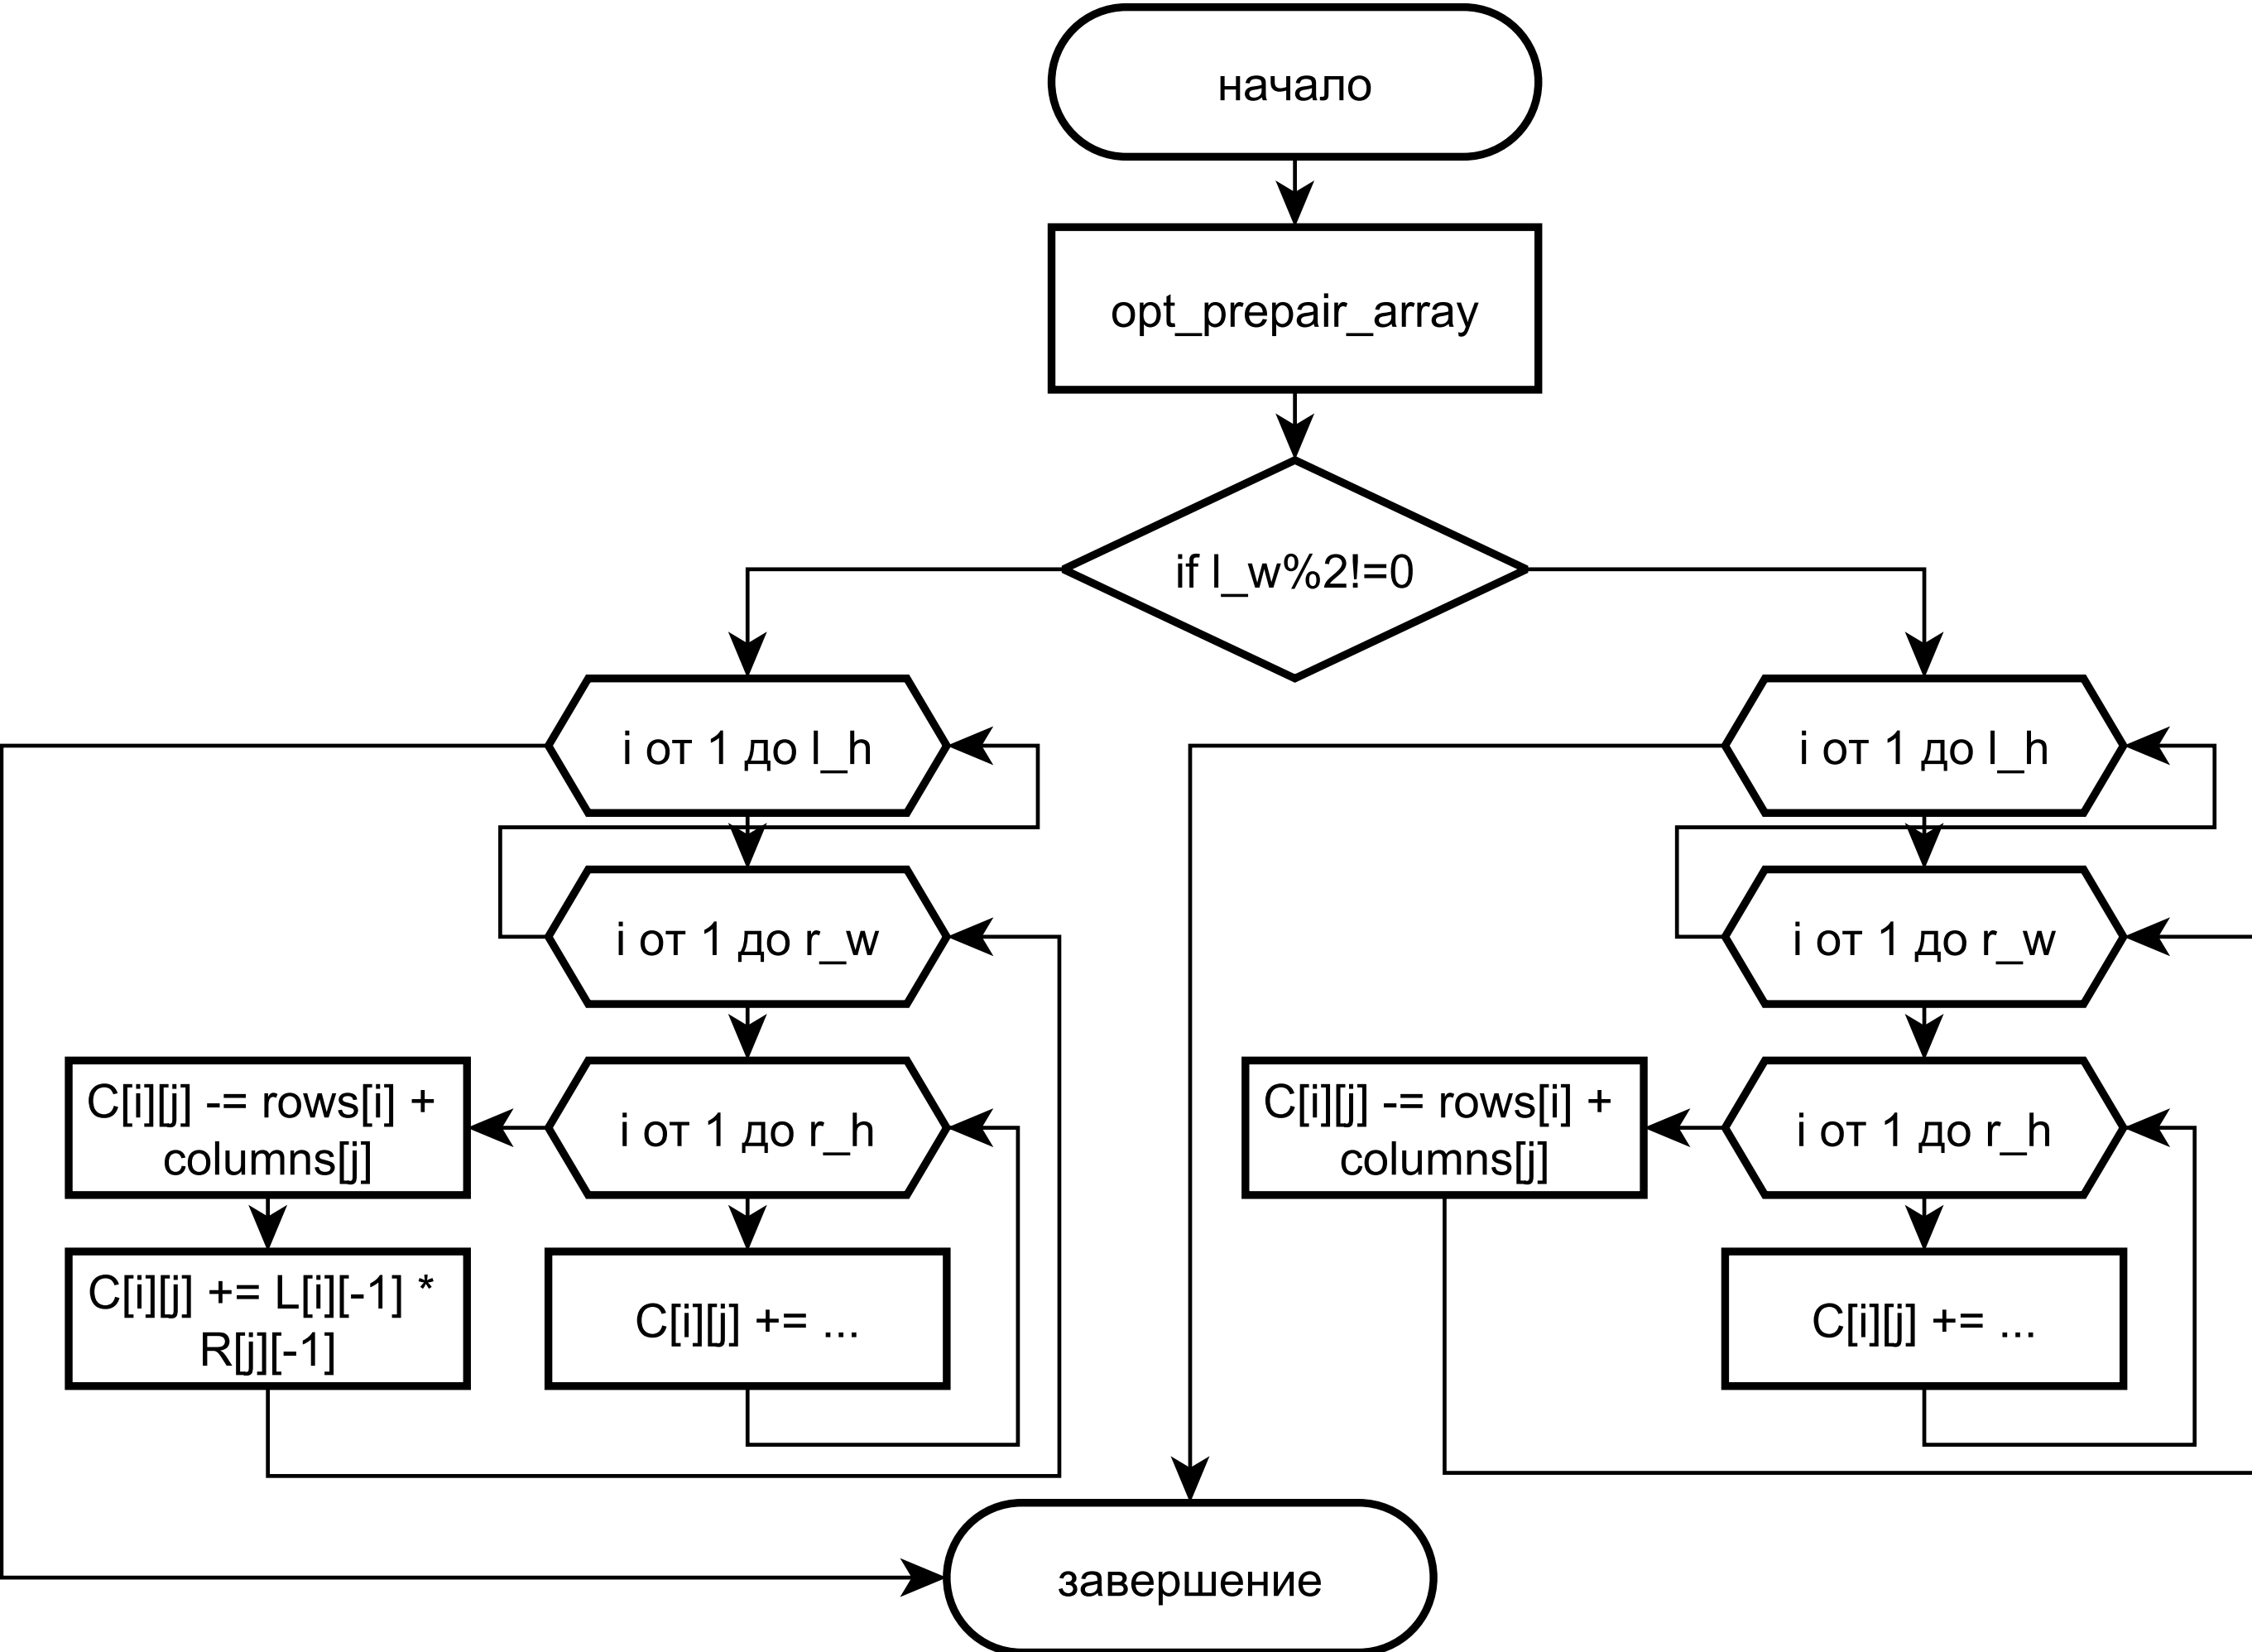 начало
opt_prepair_array
if l_w%2!=0
i от 1 до l_h
i от 1 до l_h
i от 1 до r_w
i от 1 до r_w
C[i][j] -= rows[i] +
columns[j]
i от 1 до r_h
C[i][j] -= rows[i] +
columns[j]
i от 1 до r_h
C[i][j] += L[i][-1] *
R[j][-1]
C[i][j] += ...
C[i][j] += ...
завершение